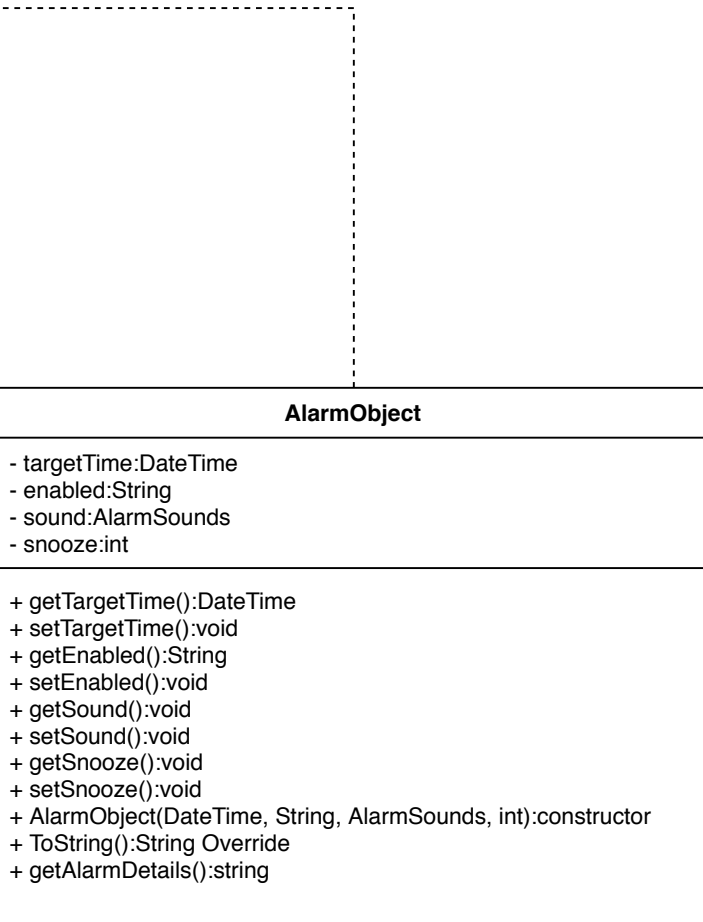 AlarmObject
- targetTime:DateTime
- enabled:String
- sound:AlarmSounds
- snooze:int
+ getTargetTime():DateTime
+ setTargetTime():void
+ getEnabled():String
+ setEnabled():void
+ getSound():void
+ setSound():void
+ getSnooze():void
+ setSnooze():void
+ AlarmObject(DateTime, String, AlarmSounds, int):constructor
+ ToString():String Override
+ getAlarmDetails():string